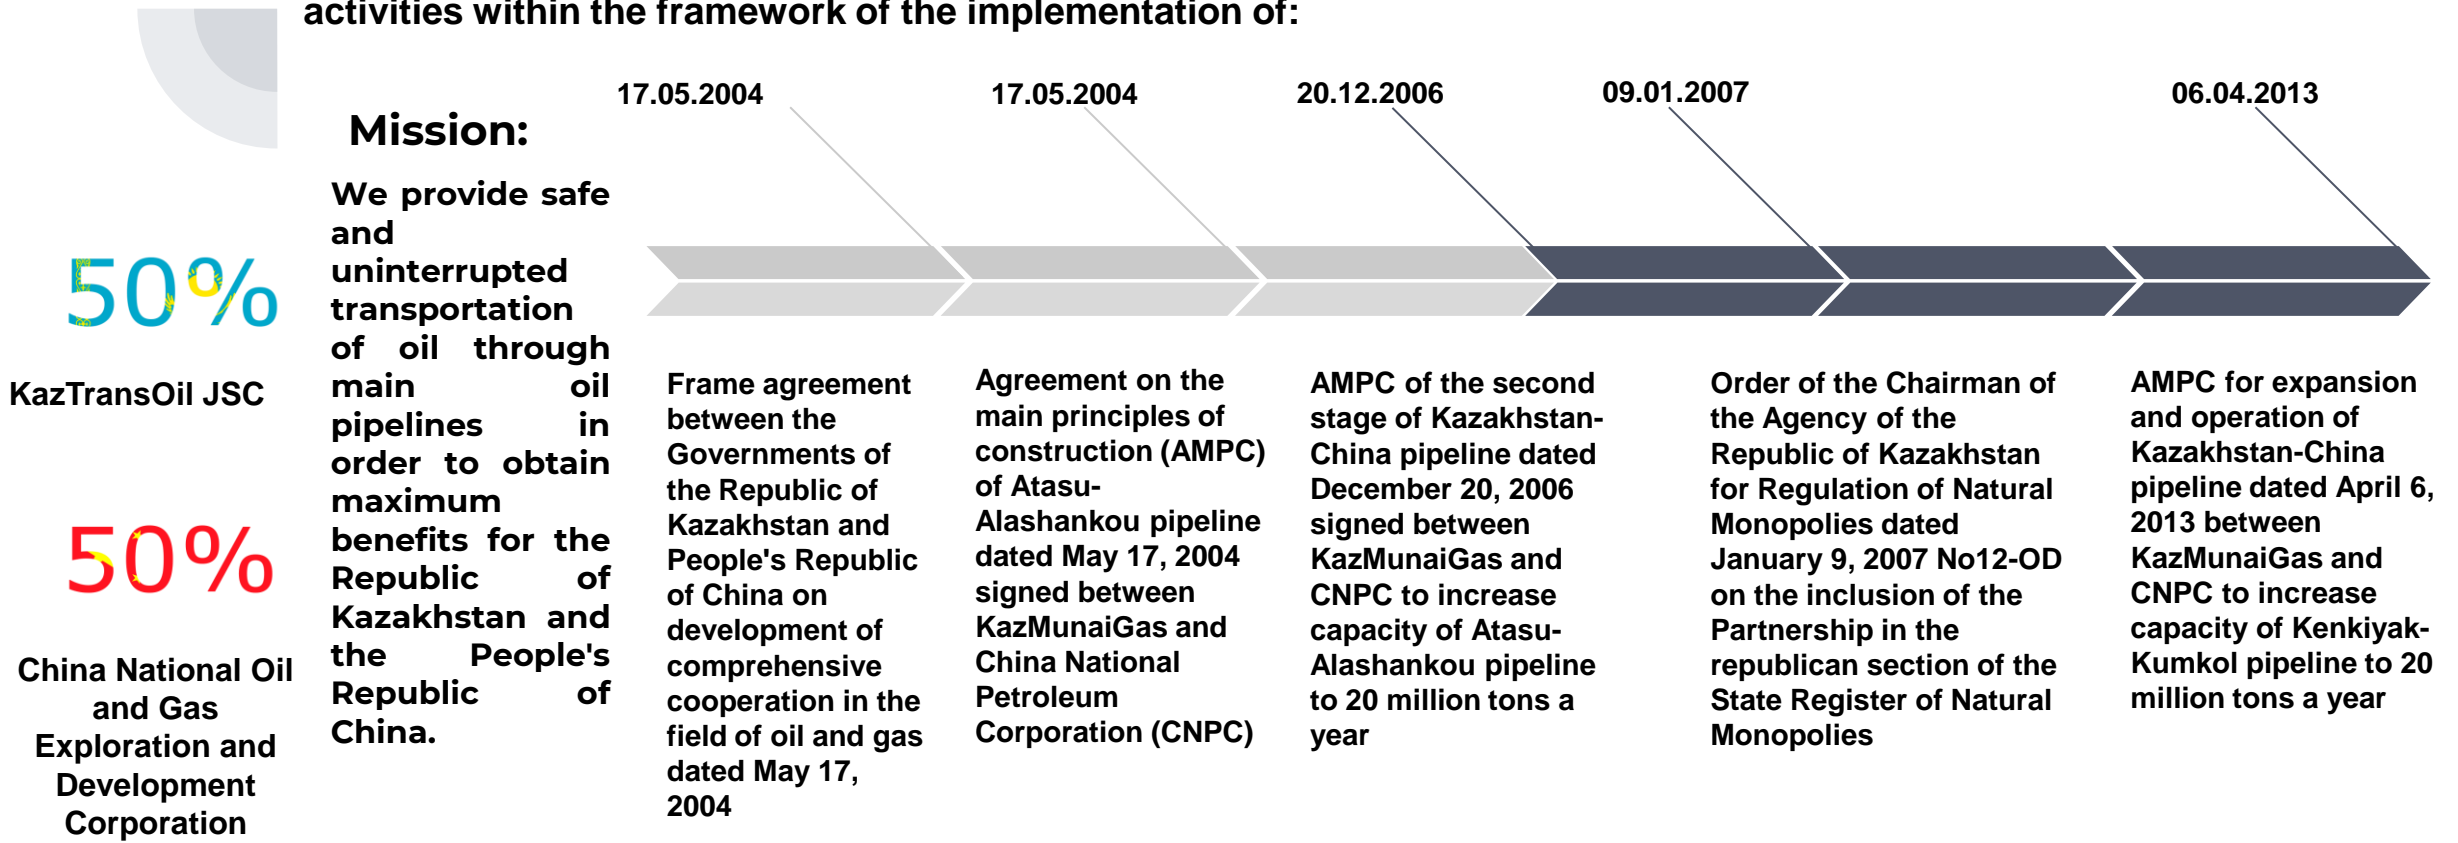 activities within the framework of the implementation of:
50%
KazTransOil JSC
50%
China National Oil
and Gas
Exploration and
Development
Corporation
Mission:
We provide safe
and
uninterrupted
transportation
of oil through
main oil
pipelines in
order to obtain
maximum
benefits for the
Republic of
Kazakhstan and
the People's
Republic of
China.
17.05.2004
Frame agreement
between the
Governments of
the Republic of
Kazakhstan and
People's Republic
of China on
development of
comprehensive
cooperation in the
field of oil and gas
dated May 17,
2004
17.05.2004
Agreement on the
main principles of
construction (AMPC)
of Atasu-
Alashankou pipeline
dated May 17, 2004
signed between
KazMunaiGas and
China National
Petroleum
Corporation (CNPC)
20.12.2006
AMPC of the second
stage of Kazakhstan-
China pipeline dated
December 20, 2006
signed between
KazMunaiGas and
CNPC to increase
capacity of Atasu-
Alashankou pipeline
to 20 million tons a
year
09.01.2007
Order of the Chairman of
the Agency of the
Republic of Kazakhstan
for Regulation of Natural
Monopolies dated
January 9, 2007 No12-OD
on the inclusion of the
Partnership in the
republican section of the
State Register of Natural
Monopolies
06.04.2013
AMPC for expansion
and operation of
Kazakhstan-China
pipeline dated April 6,
2013 between
KazMunaiGas and
CNPC to increase
capacity of Kenkiyak-
Kumkol pipeline to 20
million tons a year